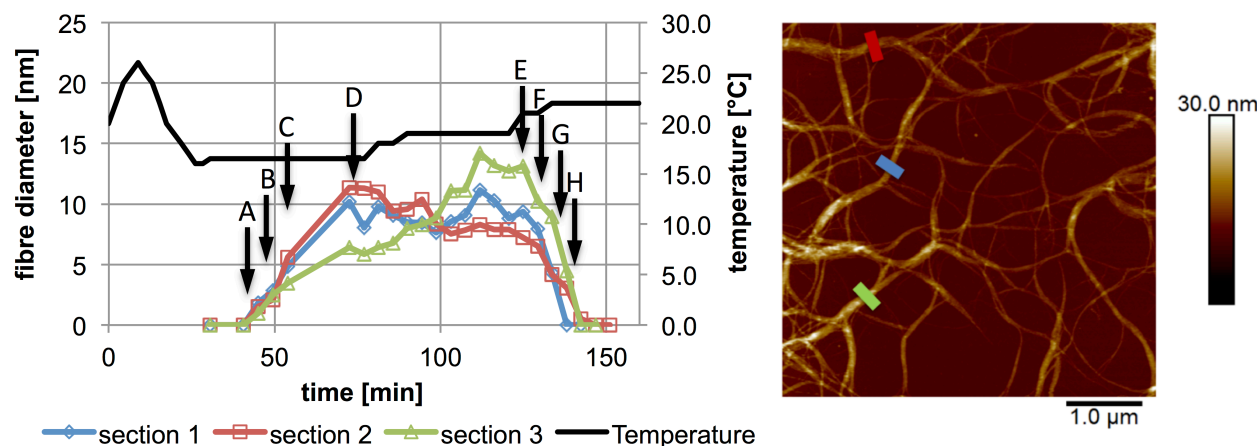 25
20
15
10
5
0
fibre diameter [nm]
30.0
25.0
20.0
15.0
10.0
5.0
0.0
temperature [°C]
A
B
C
D
E
F
G
H
0 50 100 150
time [min]
section 1 section 2 section 3 Temperature
30.0 nm
1.0 µm